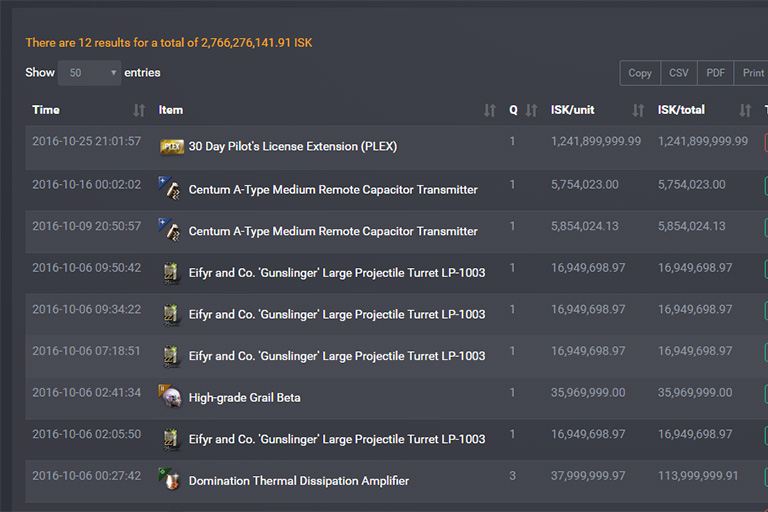 There are 12 results for a total of 2,766,276,141.91 ISK
Show 50 entries Copy CSV PDF Print
Time Item Q ISK/unit ISK/total
2016-10-25 21:01:57 PLEX 30 Day Pilot's License Extension (PLEX) 1 1,241,899,999.99 1,241,899,999.99
2016-10-16 00:02:02 Centum A-Type Medium Remote Capacitor Transmitter 1 5,754,023.00 5,754,023.00
2016-10-09 20:50:57 Centum A-Type Medium Remote Capacitor Transmitter 1 5,854,024.13 5,854,024.13
2016-10-06 09:50:42 Eifyr and Co. 'Gunslinger' Large Projectile Turret LP-1003 1 16,949,698.97 16,949,698.97
2016-10-06 09:34:22 Eifyr and Co. 'Gunslinger' Large Projectile Turret LP-1003 1 16,949,698.97 16,949,698.97
2016-10-06 07:18:51 Eifyr and Co. 'Gunslinger' Large Projectile Turret LP-1003 1 16,949,698.97 16,949,698.97
2016-10-06 02:41:34 High-grade Grail Beta 1 35,969,999.00 35,969,999.00
2016-10-06 02:05:50 Eifyr and Co. 'Gunslinger' Large Projectile Turret LP-1003 1 16,949,698.97 16,949,698.97
2016-10-06 00:27:42 Domination Thermal Dissipation Amplifier 3 37,999,999.97 113,999,999.91